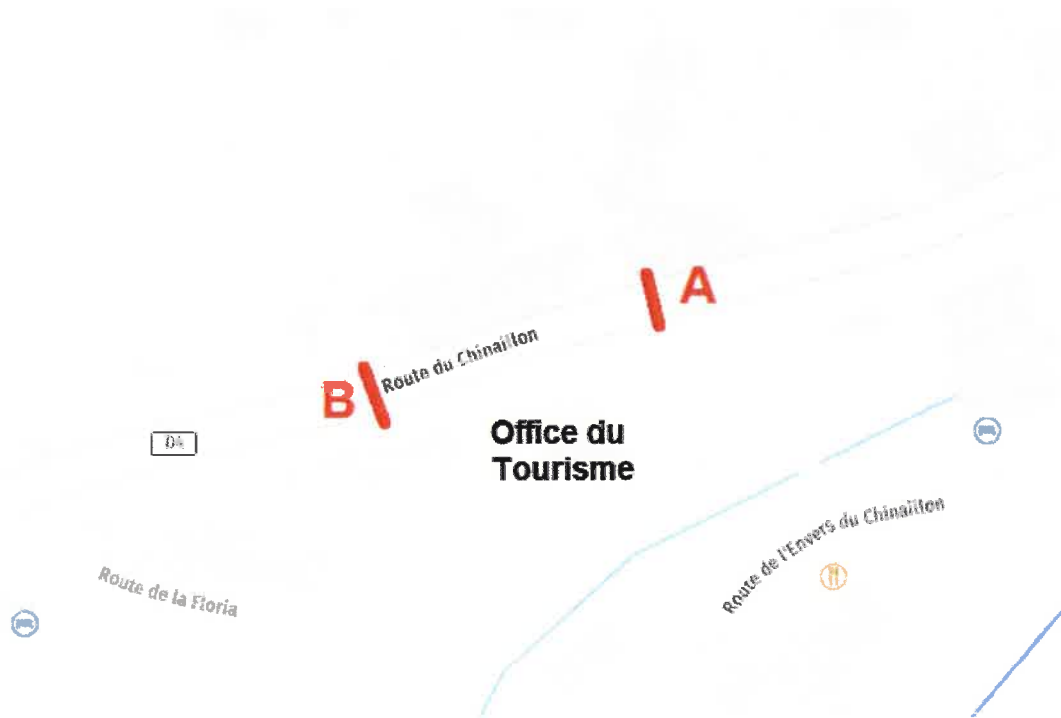 A
Route du Chinaillon
B
Office du
Tourisme
D4
Route de l'Envers du Chinaillon
Route de la Floria